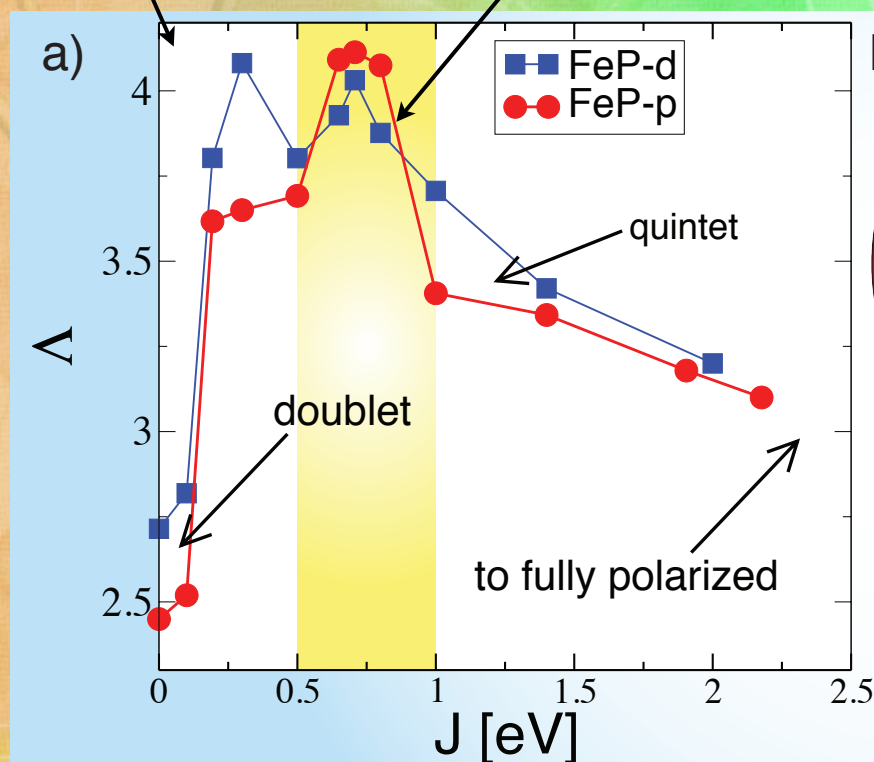 a)
FeP-d
FeP-p
4
3.5
3
2.5
Λ
quintet
doublet
to fully polarized
0
0.5
1
1.5
2
2.5
J [eV]